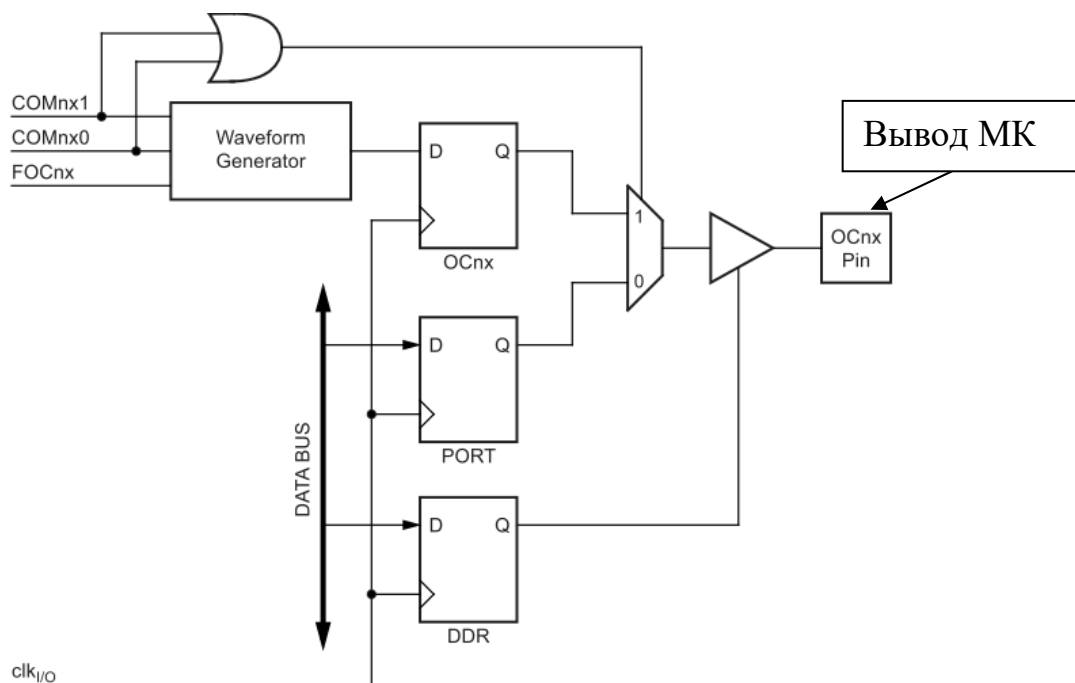 COMnx1
COMnx0
FOCnx
Waveform
Generator
D
Q
OCnx
1
0
Вывод МК
OCnx
Pin
D
Q
PORT
DATA BUS
D
Q
DDR
clkI/O